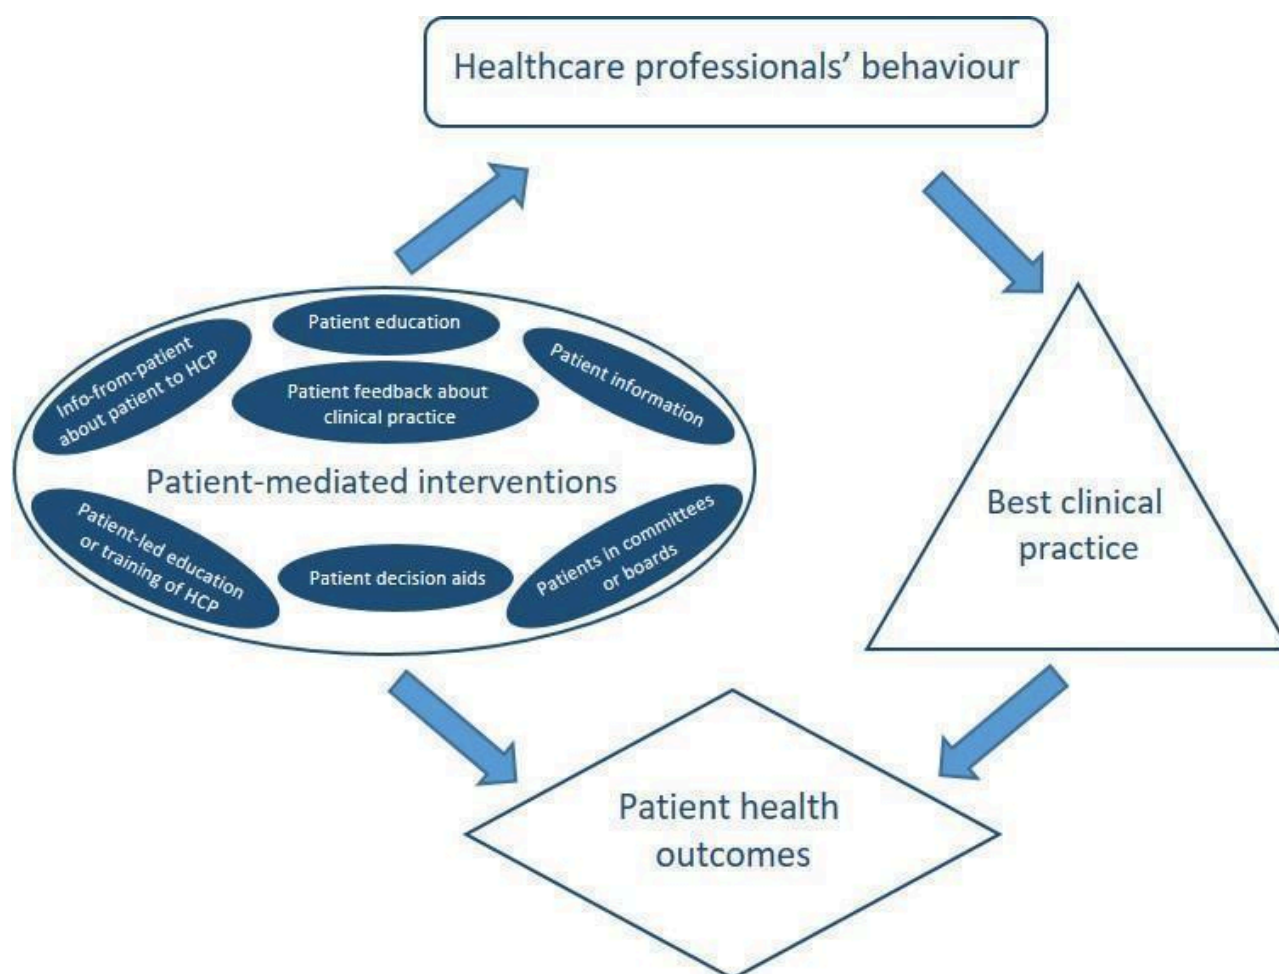 Healthcare professionals’ behaviour
Patient education
Info-from-patient
about patient to HCP
Patient feedback about
clinical practice
Patient information
Patient-mediated interventions
Patient-led education
or training of HCP
Patient decision aids
Patients in committees
or boards
Best clinical
practice
Patient health
outcomes